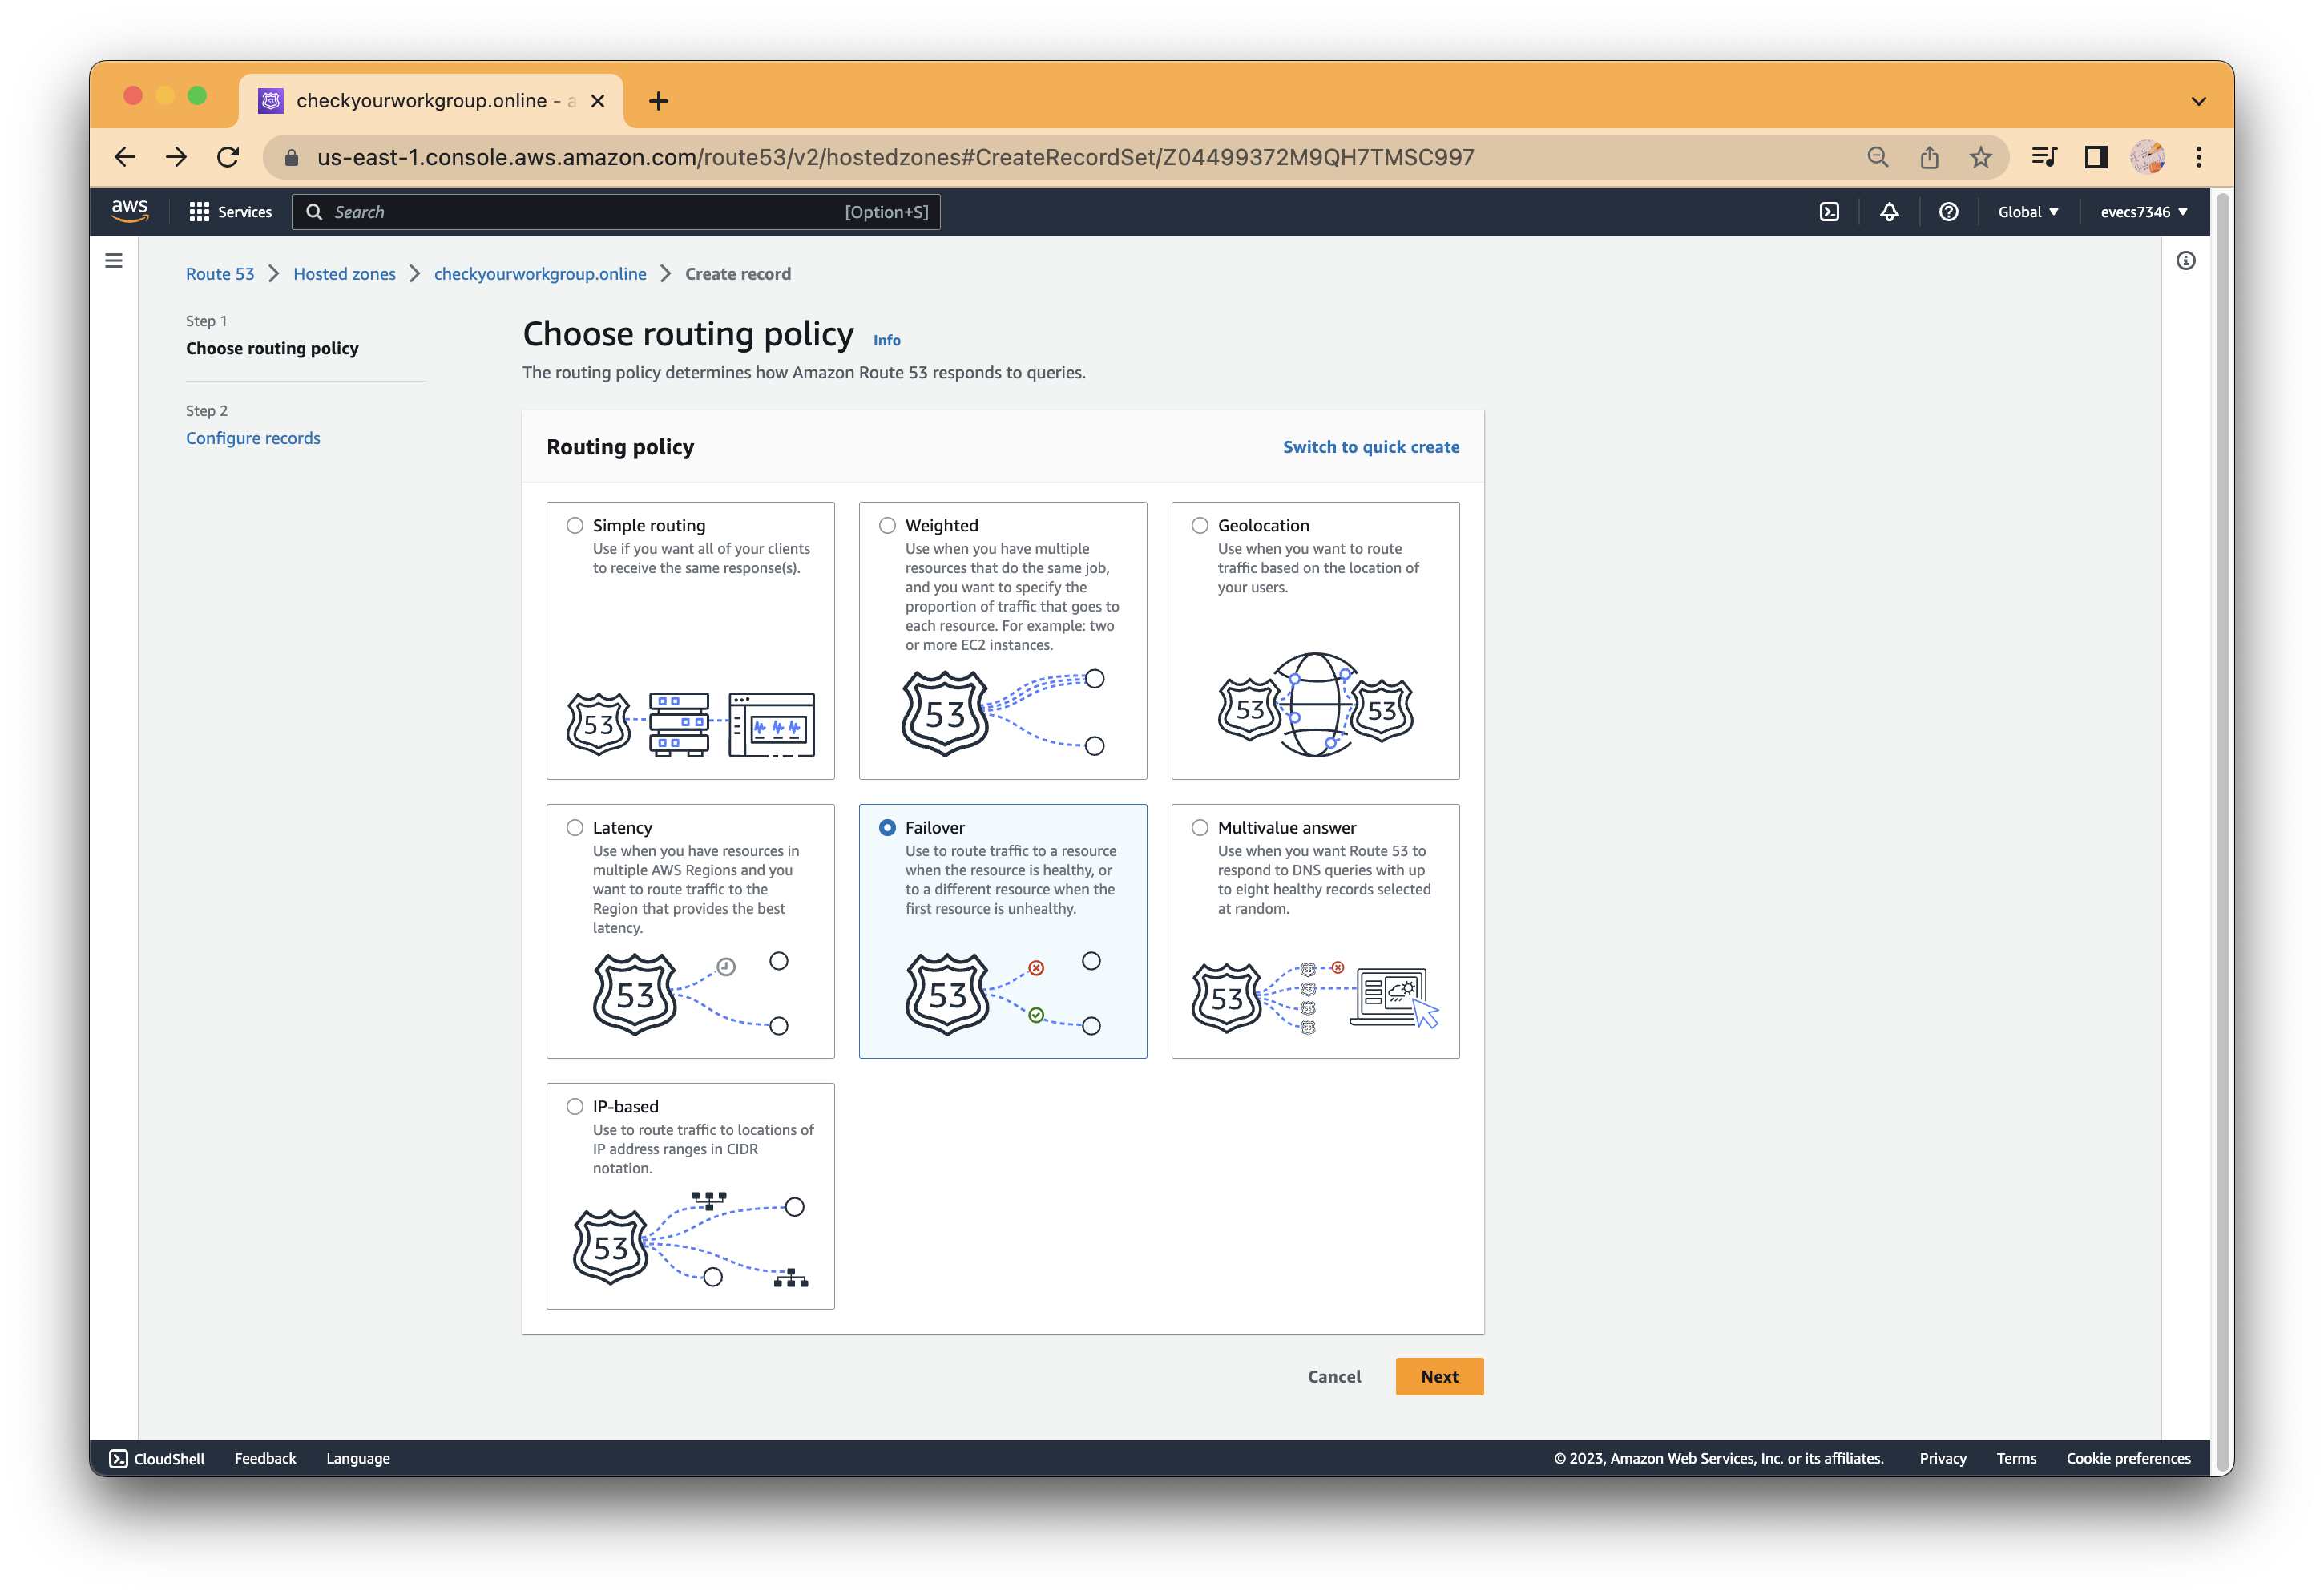 checkyourworkgroup.online - a
us-east-1.console.aws.amazon.com/route53/v2/hostedzones#CreateRecordSet/Z04499372M9QH7TMSC997
aws
Services
Search
[Option+S]
Global
evecs7346
Route 53
Hosted zones
checkyourworkgroup.online
Create record
Step 1
Choose routing policy
Step 2
Configure records
Choose routing policy
Info
The routing policy determines how Amazon Route 53 responds to queries.
Routing policy
Switch to quick create
Simple routing
Use if you want all of your clients
to receive the same response(s).
53
Weighted
Use when you have multiple
resources that do the same job,
and you want to specify the
proportion of traffic that goes to
each resource. For example: two
or more EC2 instances.
53
Geolocation
Use when you want to route
traffic based on the location of
your users.
53
53
Latency
Use when you have resources in
multiple AWS Regions and you
want to route traffic to the
Region that provides the best
latency.
53
Failover
Use to route traffic to a resource
when the resource is healthy, or
to a different resource when the
first resource is unhealthy.
53
Multivalue answer
Use when you want Route 53 to
respond to DNS queries with up
to eight healthy records selected
at random.
53
53
53
53
53
IP-based
Use to route traffic to locations of
IP address ranges in CIDR
notation.
53
Cancel
Next
CloudShell
Feedback
Language
© 2023, Amazon Web Services, Inc. or its affiliates.
Privacy
Terms
Cookie preferences